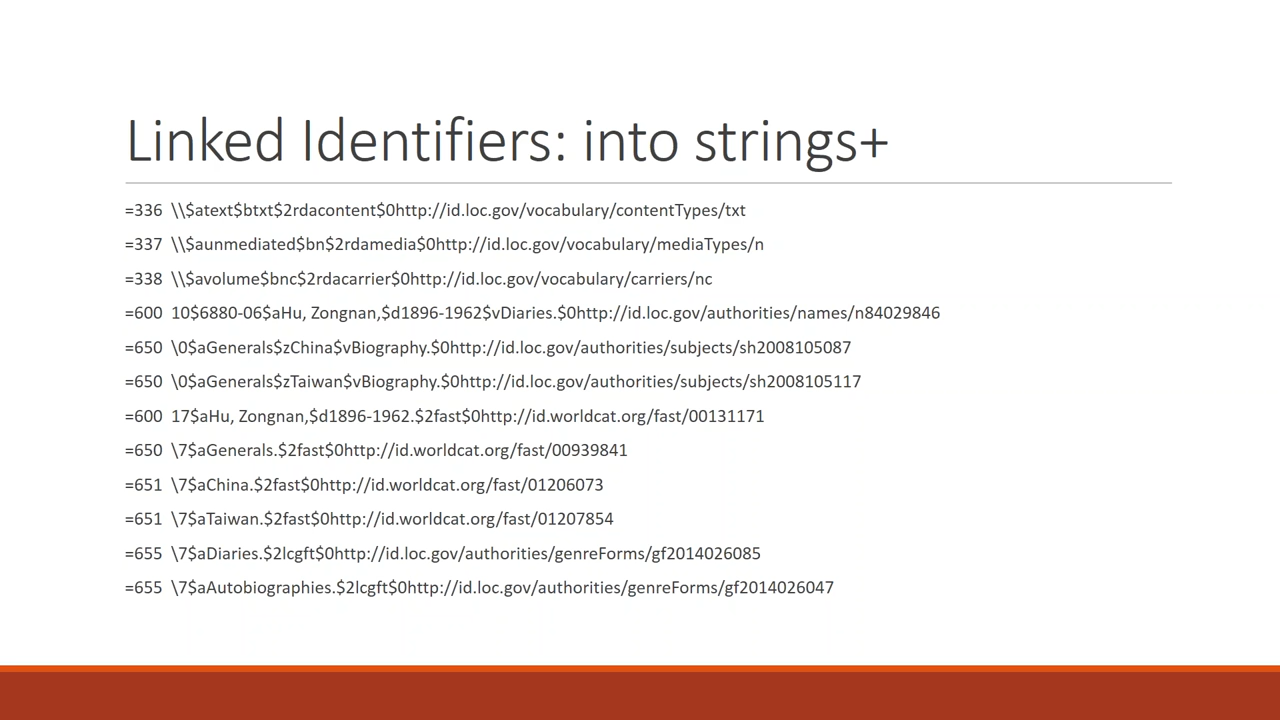 Linked Identifiers: into strings+
=336  \\$atext$btxt$2rdacontent$0http://id.loc.gov/vocabulary/contentTypes/txt
=337  \\$aunmediated$bn$2rdamedia$0http://id.loc.gov/vocabulary/mediaTypes/n
=338  \\$avolume$bnc$2rdacarrier$0http://id.loc.gov/vocabulary/carriers/nc
=600  10$6880-06$aHu, Zongnan,$d1896-1962$vDiaries.$0http://id.loc.gov/authorities/names/n84029846
=650  \0$aGenerals$zChina$vBiography.$0http://id.loc.gov/authorities/subjects/sh2008105087
=650  \0$aGenerals$zTaiwan$vBiography.$0http://id.loc.gov/authorities/subjects/sh2008105117
=600  17$aHu, Zongnan,$d1896-1962.$2fast$0http://id.worldcat.org/fast/00131171
=650  \7$aGenerals.$2fast$0http://id.worldcat.org/fast/00939841
=651  \7$aChina.$2fast$0http://id.worldcat.org/fast/01206073
=651  \7$aTaiwan.$2fast$0http://id.worldcat.org/fast/01207854
=655  \7$aDiaries.$2lcgft$0http://id.loc.gov/authorities/genreForms/gf2014026085
=655  \7$aAutobiographies.$2lcgft$0http://id.loc.gov/authorities/genreForms/gf2014026047